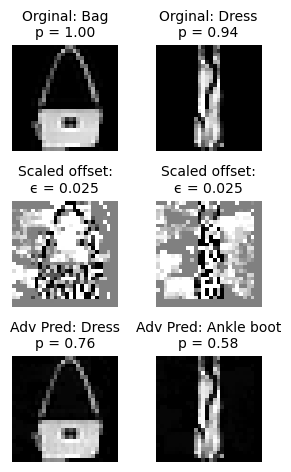 Orginal: Bag
p = 1.00
Orginal: Dress
p = 0.94
Scaled offset:
ϵ = 0.025
Scaled offset:
ϵ = 0.025
Adv Pred: Dress
p = 0.76
Adv Pred: Ankle boot
p = 0.58